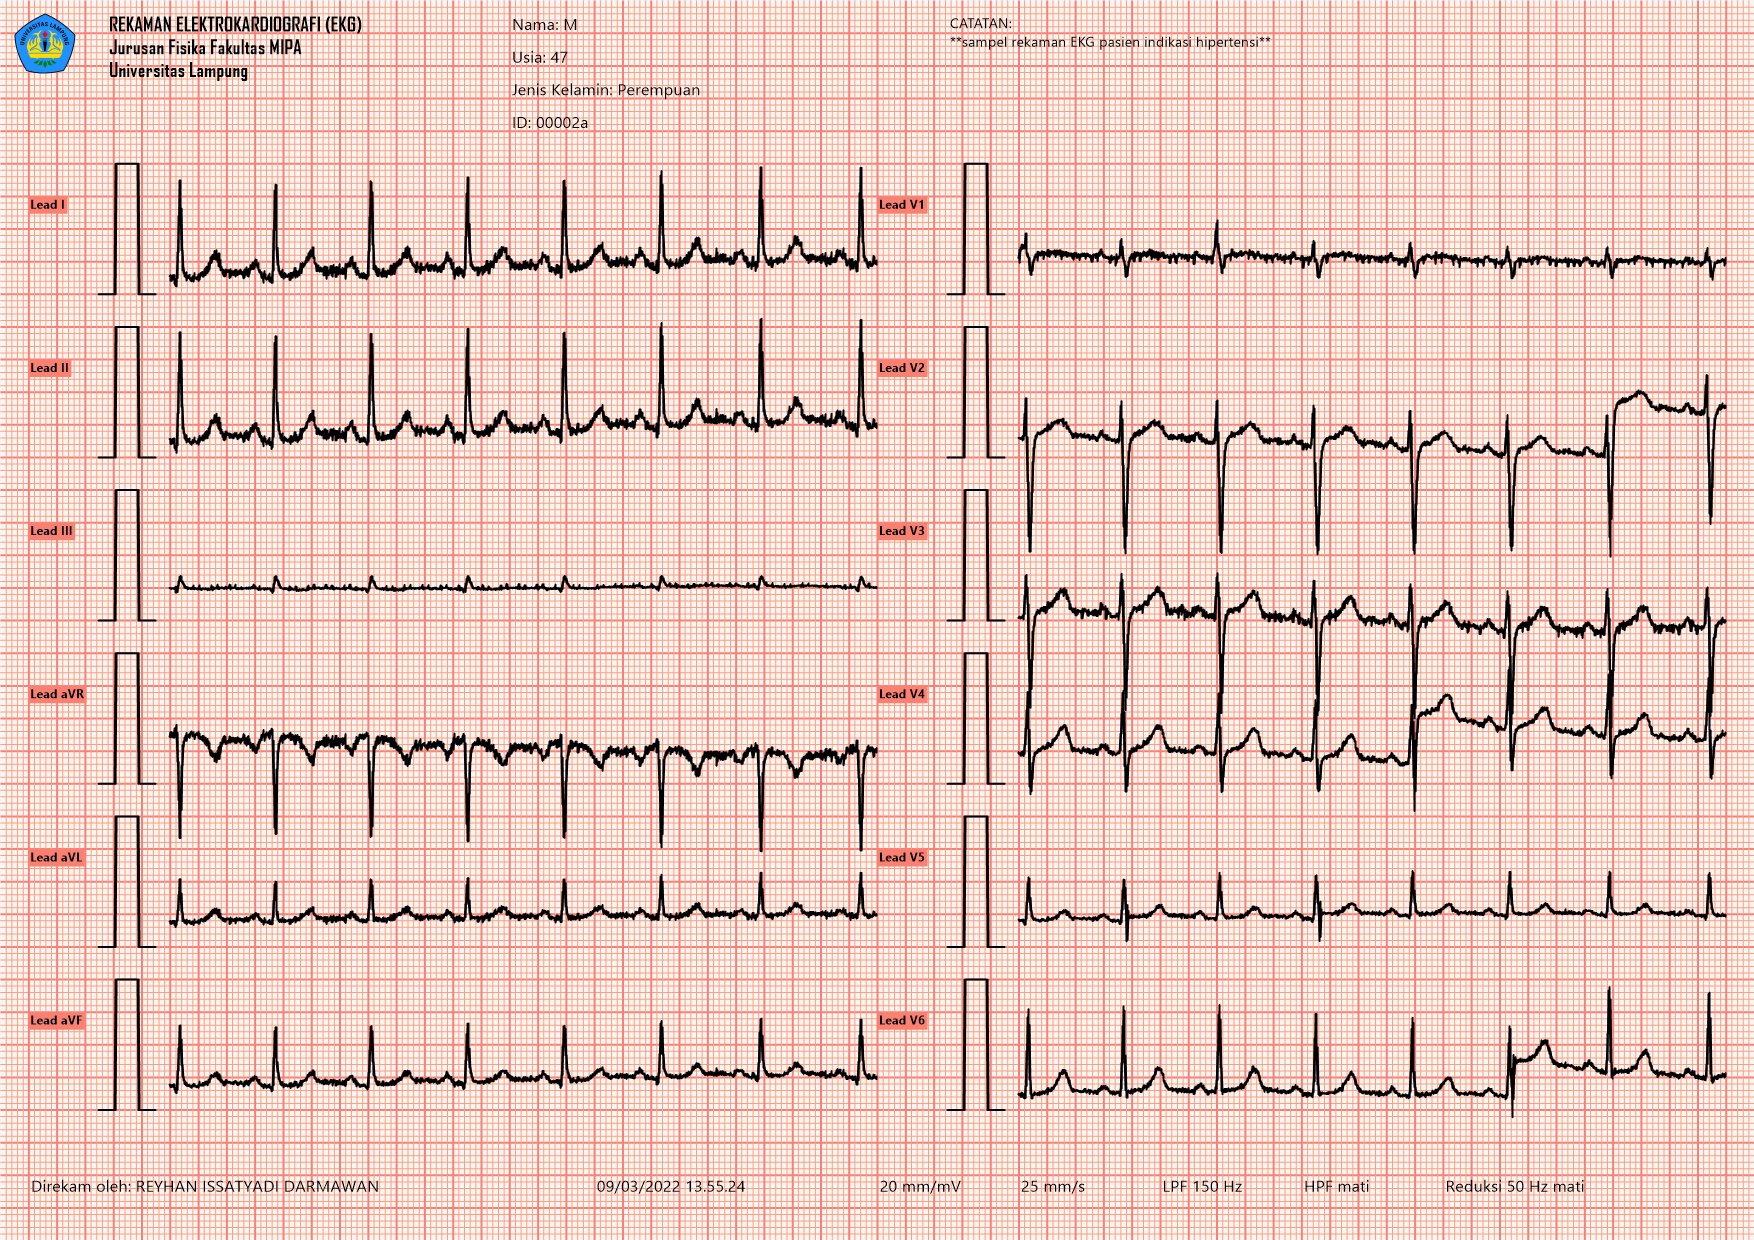 REKAMAN ELEKTROKARDIOGRAFI (EKG)
Jurusan Fisika Fakultas MIPA
Universitas Lampung
UNIVERSITAS LAMPUNG
Nama: M
Usia: 47
Jenis Kelamin: Perempuan
ID: 00002a
CATATAN:
**sampel rekaman EKG pasien indikasi hipertensi**
Lead I
Lead II
Lead III
Lead aVR
Lead aVL
Lead aVF
Lead V1
Lead V2
Lead V3
Lead V4
Lead V5
Lead V6
Direkam oleh: REYHAN ISSATYADI DARMAWAN
09/03/2022 13.55.24
20 mm/mV
25 mm/s
LPF 150 Hz
HPF mati
Reduksi 50 Hz mati